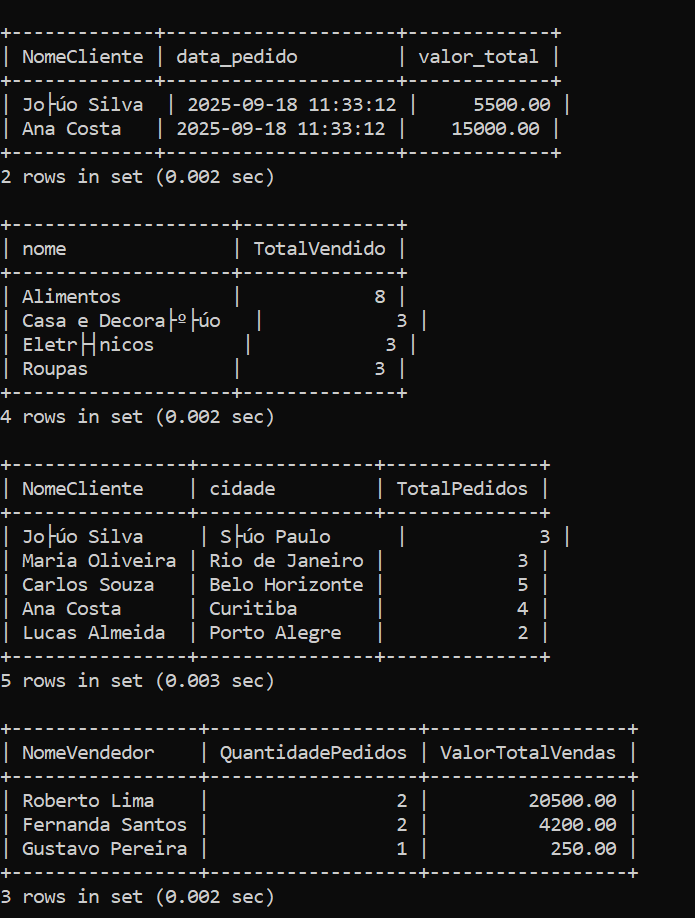 +-------------+---------------------+-------------+
| NomeCliente | data_pedido         | valor_total |
+-------------+---------------------+-------------+
| Jo├úo Silva  | 2025-09-18 11:33:12 |     5500.00 |
| Ana Costa   | 2025-09-18 11:33:12 |    15000.00 |
+-------------+---------------------+-------------+
2 rows in set (0.002 sec)

+--------------------+--------------+
| nome               | TotalVendido |
+--------------------+--------------+
| Alimentos          |            8 |
| Casa e Decora├º├úo   |            3 |
| Eletr├┤nicos        |            3 |
| Roupas             |            3 |
+--------------------+--------------+
4 rows in set (0.002 sec)

+----------------+----------------+--------------+
| NomeCliente    | cidade         | TotalPedidos |
+----------------+----------------+--------------+
| Jo├úo Silva     | S├úo Paulo      |            3 |
| Maria Oliveira | Rio de Janeiro |            3 |
| Carlos Souza   | Belo Horizonte |            5 |
| Ana Costa      | Curitiba       |            4 |
| Lucas Almeida  | Porto Alegre   |            2 |
+----------------+----------------+--------------+
5 rows in set (0.003 sec)

+-----------------+-------------------+------------------+
| NomeVendedor    | QuantidadePedidos | ValorTotalVendas |
+-----------------+-------------------+------------------+
| Roberto Lima    |                 2 |         20500.00 |
| Fernanda Santos |                 2 |          4200.00 |
| Gustavo Pereira |                 1 |           250.00 |
+-----------------+-------------------+------------------+
3 rows in set (0.002 sec)